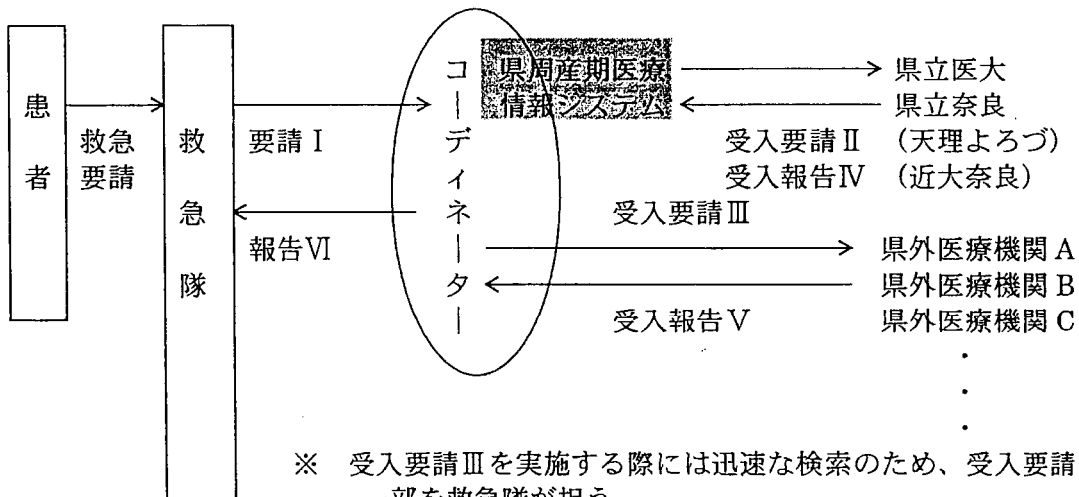 患者
救急
要請
救急隊
要請Ⅰ
報告Ⅵ
コーディネーター
県周産期医療
情報システム
県立医大
県立奈良
受入要請Ⅱ (天理よろづ)
受入報告Ⅳ (近大奈良)
受入要請Ⅲ
県外医療機関 A
県外医療機関 B
受入報告Ⅴ 県外医療機関 C
・
・
・
※ 受入要請Ⅲを実施する際には迅速な検索のため、受入要請
部を救急隊が担う